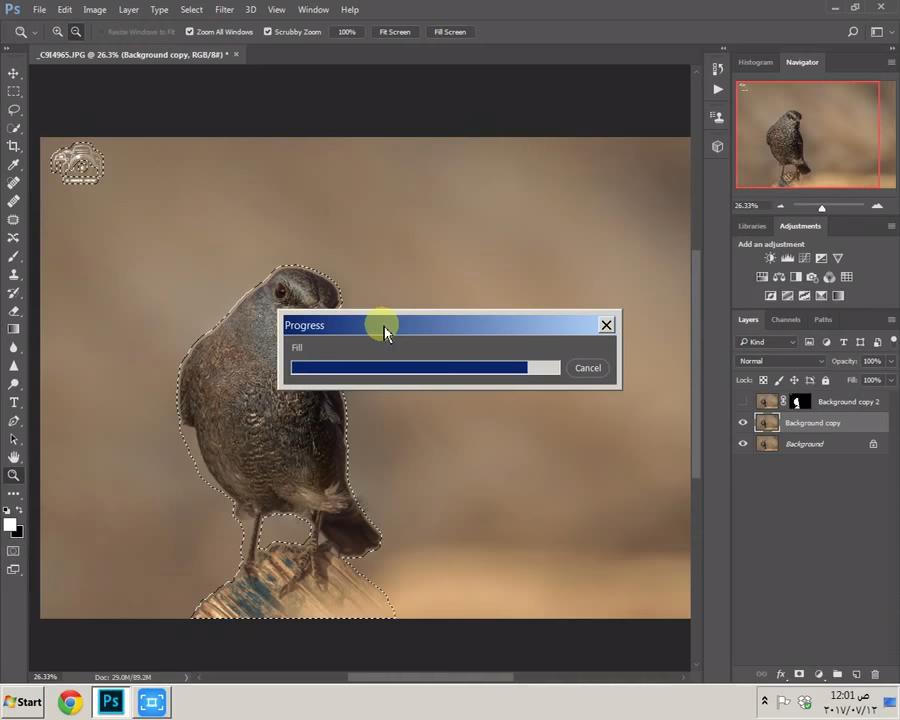 Ps File Edit Image Layer Type Select Filter 3D View Window Help
Resize Windows to Fit Zoom All Windows Scrubby Zoom 100% Fit Screen Fill Screen
_C9I4965.JPG @ 26.3% (Background copy, RGB/8#) * ×
Histogram Navigator
26.33%
Libraries Adjustments
Add an adjustment
Layers Channels Paths
Kind
Normal Opacity: 100%
Lock: Fill: 100%
Background copy 2
Background copy
Background
Progress
Fill
Cancel
26.33% Doc: 29.0M/89.2M
Start Ps
12:01 ص
٢٠١٧/٠٧/١٢